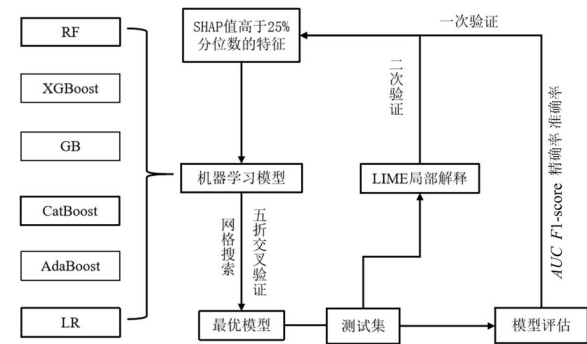 RF
XGBoost
GB
CatBoost
AdaBoost
LR
SHAP值高于25%
分位数的特征
机器学习模型
网格搜索
五折交叉验证
最优模型
测试集
模型评估
LIME局部解释
二次验证
一次验证
AUC F1-score 精确率 准确率